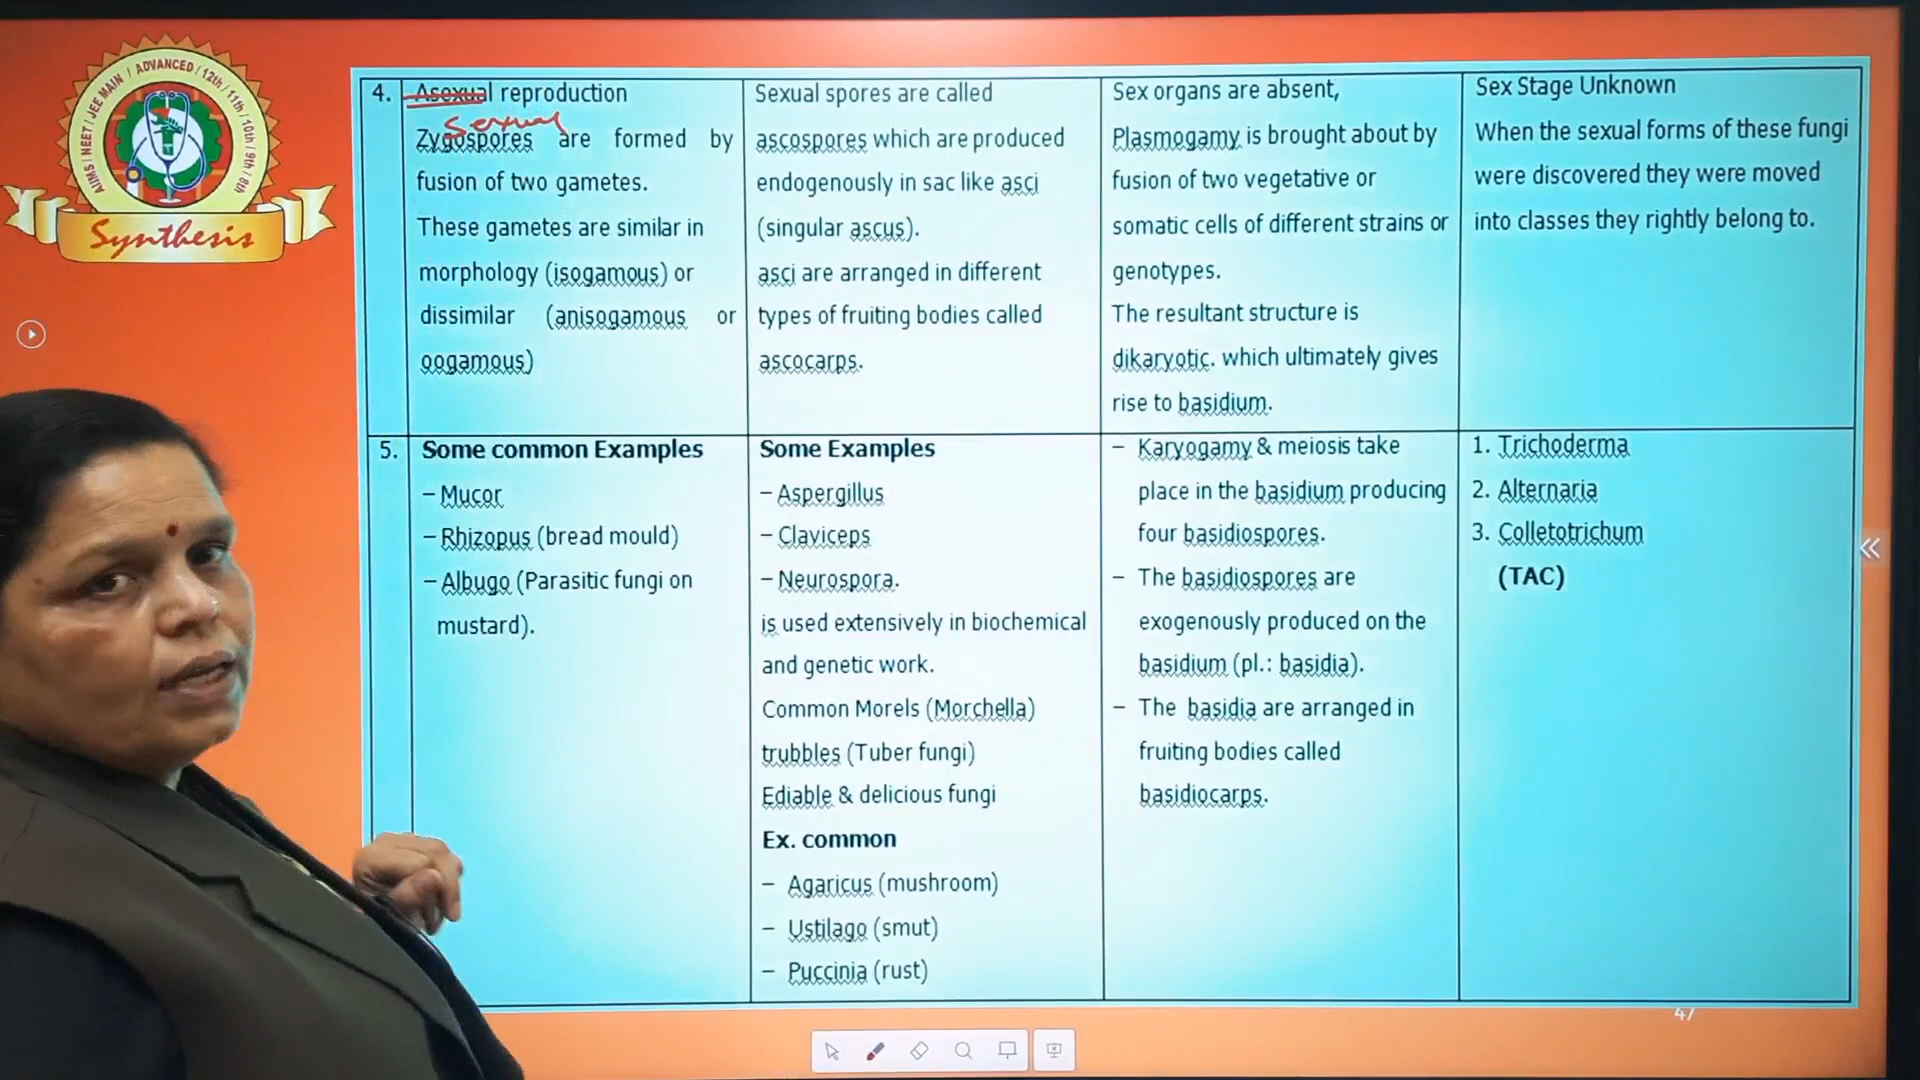 AIIMS / NEET / JEE MAIN / ADVANCED / 12th / 11th / 10th / 9th / 8th
Synthesis
4.
Asexual reproduction
Sexual
Zygospores are formed by
fusion of two gametes.
These gametes are similar in
morphology (isogamous) or
dissimilar (anisogamous or
oogamous)
Sexual spores are called
ascospores which are produced
endogenously in sac like asci
(singular ascus).
asci are arranged in different
types of fruiting bodies called
ascocarps.
Sex organs are absent,
Plasmogamy is brought about by
fusion of two vegetative or
somatic cells of different strains or
genotypes.
The resultant structure is
dikaryotic. which ultimately gives
rise to basidium.
Sex Stage Unknown
When the sexual forms of these fungi
were discovered they were moved
into classes they rightly belong to.
5.
Some common Examples
– Mucor
– Rhizopus (bread mould)
– Albugo (Parasitic fungi on
mustard).
Some Examples
– Aspergillus
– Claviceps
– Neurospora.
is used extensively in biochemical
and genetic work.
Common Morels (Morchella)
trubbles (Tuber fungi)
Ediable & delicious fungi
Ex. common
– Agaricus (mushroom)
– Ustilago (smut)
– Puccinia (rust)
– Karyogamy & meiosis take
place in the basidium producing
four basidiospores.
– The basidiospores are
exogenously produced on the
basidium (pl.: basidia).
– The basidia are arranged in
fruiting bodies called
basidiocarps.
1. Trichoderma
2. Alternaria
3. Colletotrichum
(TAC)
47